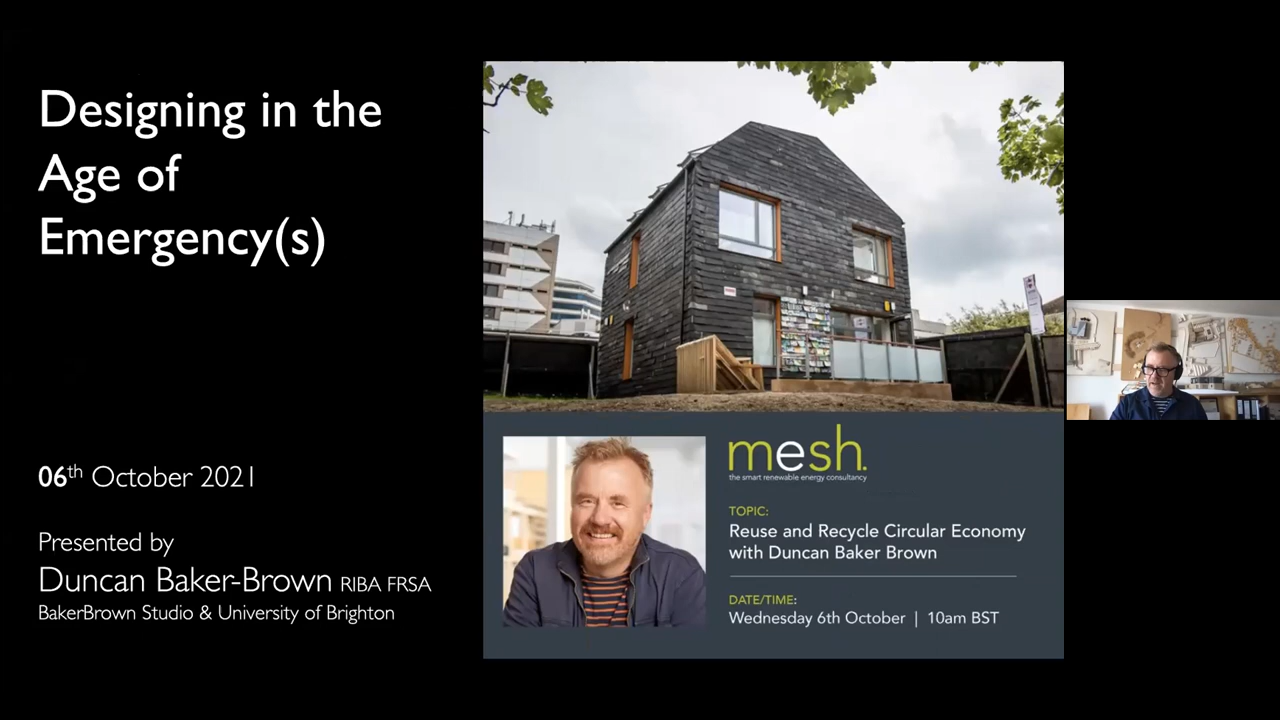 Designing in the
Age of
Emergency(s)
06th October 2021
Presented by
Duncan Baker-Brown RIBA FRSA
BakerBrown Studio & University of Brighton
mesh.
the smart renewable energy consultancy
TOPIC:
Reuse and Recycle Circular Economy
with Duncan Baker Brown
DATE/TIME:
Wednesday 6th October | 10am BST